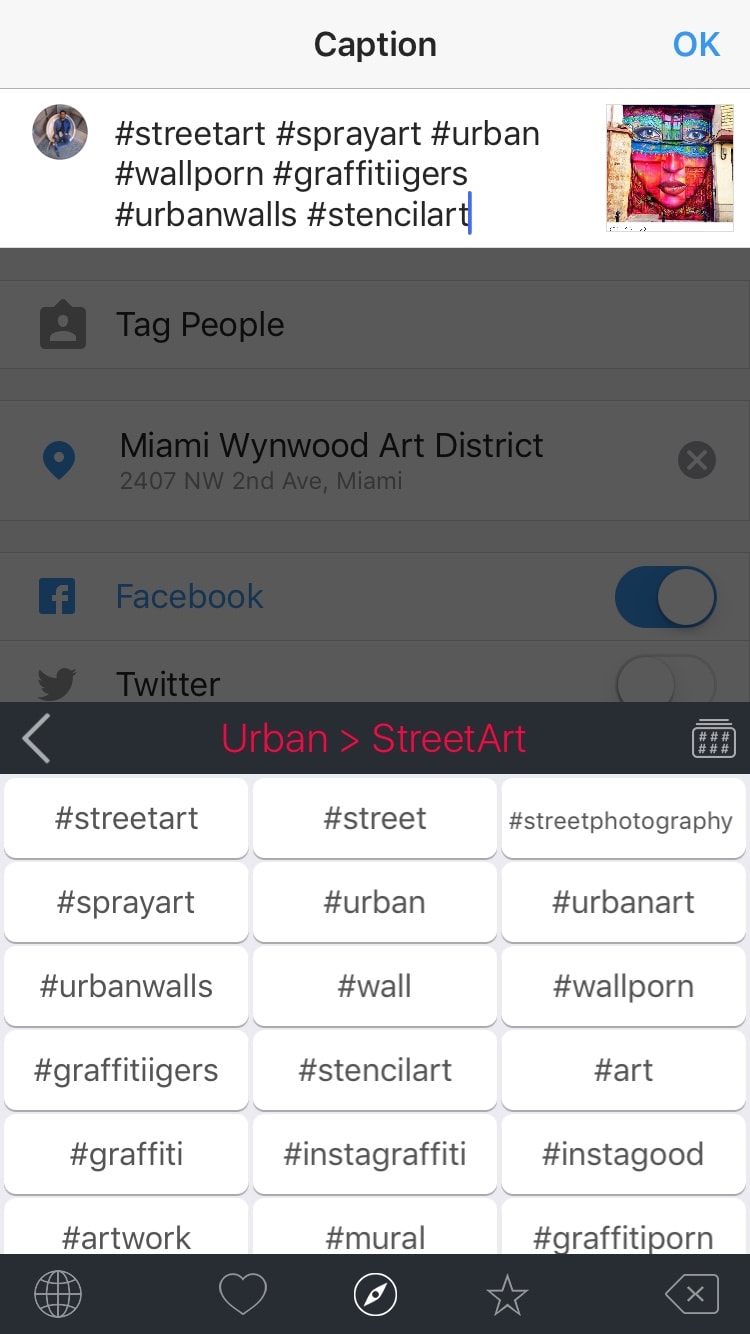 Caption OK
#streetart #sprayart #urban
#wallporn #graffitiigers
#urbanwalls #stencilart
Tag People
Miami Wynwood Art District
2407 NW 2nd Ave, Miami
Facebook
Twitter
Urban > StreetArt
###
###
#streetart #street #streetphotography
#sprayart #urban #urbanart
#urbanwalls #wall #wallporn
#graffitiigers #stencilart #art
#graffiti #instagraffiti #instagood
#artwork #mural #graffitiporn